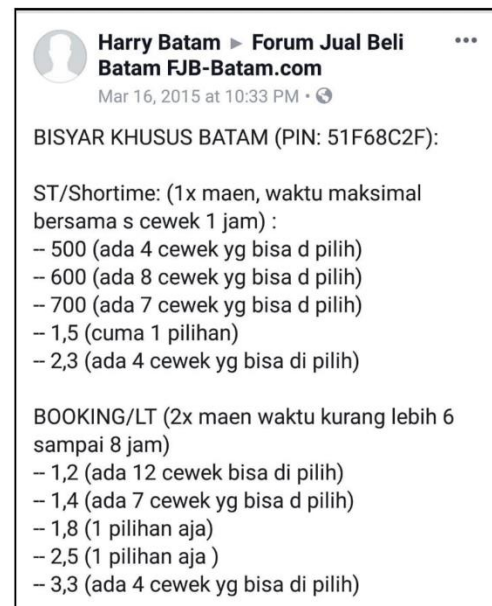 Harry Batam ▸ Forum Jual Beli
Batam FJB-Batam.com
Mar 16, 2015 at 10:33 PM •
BISYAR KHUSUS BATAM (PIN: 51F68C2F):
ST/Shortime: (1x maen, waktu maksimal
bersama s cewek 1 jam) :
-- 500 (ada 4 cewek yg bisa d pilih)
-- 600 (ada 8 cewek yg bisa d pilih)
-- 700 (ada 7 cewek yg bisa d pilih)
-- 1,5 (cuma 1 pilihan)
-- 2,3 (ada 4 cewek yg bisa di pilih)
BOOKING/LT (2x maen waktu kurang lebih 6
sampai 8 jam)
-- 1,2 (ada 12 cewek bisa di pilih)
-- 1,4 (ada 7 cewek yg bisa d pilih)
-- 1,8 (1 pilihan aja)
-- 2,5 (1 pilihan aja )
-- 3,3 (ada 4 cewek yg bisa di pilih)